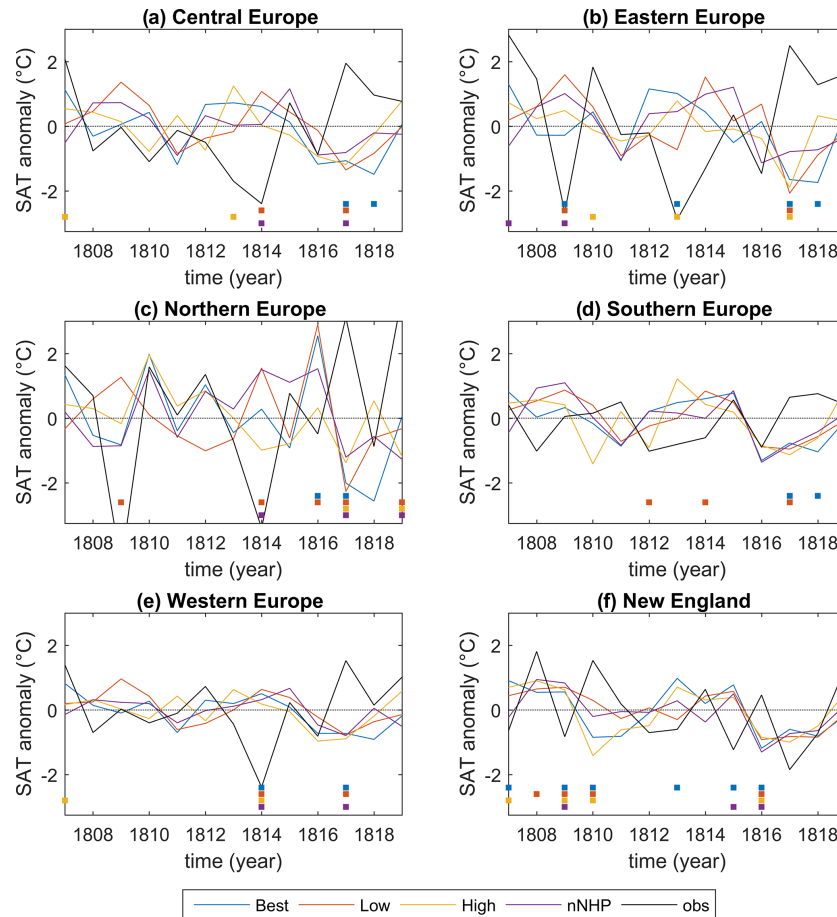 (a) Central Europe
SAT anomaly (°C)
2
0
-2
1808 1810 1812 1814 1816 1818
time (year)
(b) Eastern Europe
SAT anomaly (°C)
2
0
-2
1808 1810 1812 1814 1816 1818
time (year)
(c) Northern Europe
SAT anomaly (°C)
2
0
-2
1808 1810 1812 1814 1816 1818
time (year)
(d) Southern Europe
SAT anomaly (°C)
2
0
-2
1808 1810 1812 1814 1816 1818
time (year)
(e) Western Europe
SAT anomaly (°C)
2
0
-2
1808 1810 1812 1814 1816 1818
time (year)
(f) New England
SAT anomaly (°C)
2
0
-2
1808 1810 1812 1814 1816 1818
time (year)
Best Low High nNHP obs